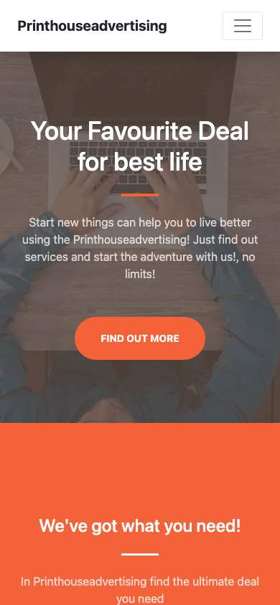 Printhouseadvertising
Your Favourite Deal
for best life
Start new things can help you to live better
using the Printhouseadvertising! Just find out
services and start the adventure with us!, no
limits!
FIND OUT MORE
We've got what you need!
In Printhouseadvertising find the ultimate deal
you need